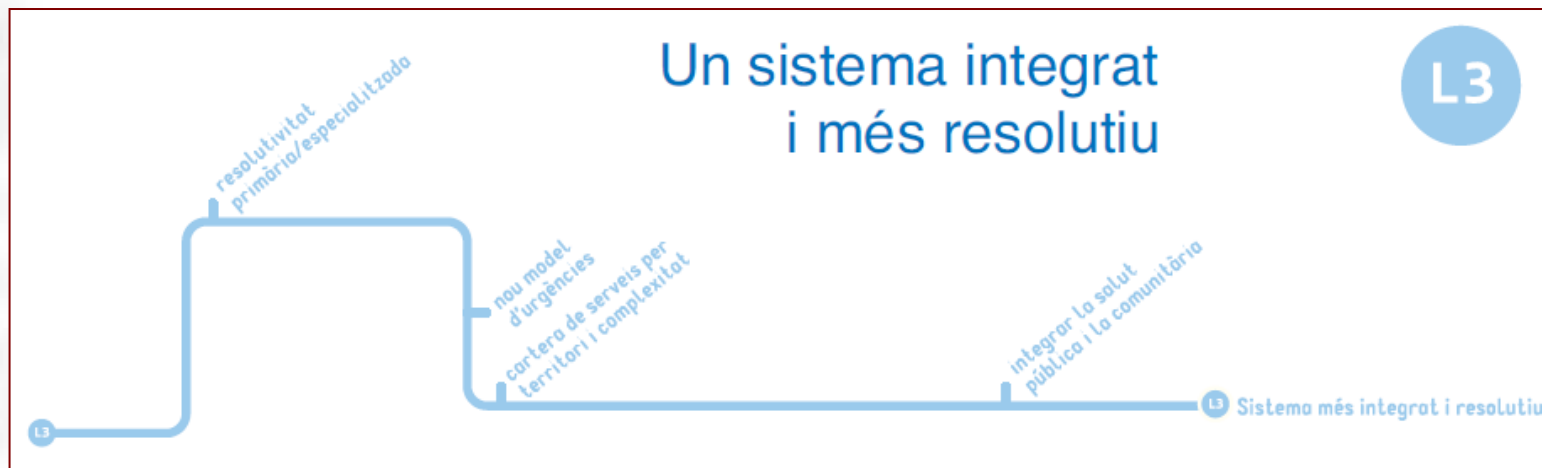 Un sistema integrat
i més resolutiu
L3
resolutivitat
primària/especialitzada
nou model
d'urgències
cartera de serveis per
territori i complexitat
integrar la salut
pública i la comunitària
L3
L3 Sistema més integrat i resolutiu